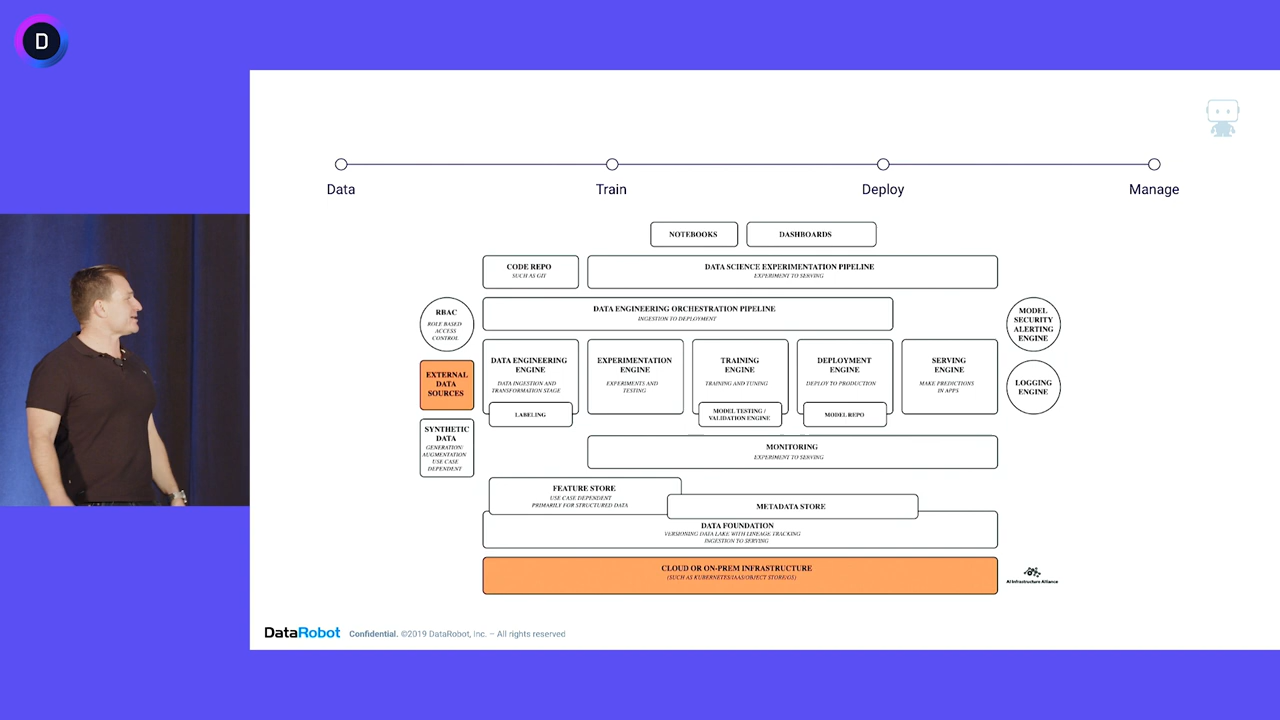 D
Data
Train
Deploy
Manage
NOTEBOOKS
DASHBOARDS
CODE REPO
SUCH AS GIT
DATA SCIENCE EXPERIMENTATION PIPELINE
EXPERIMENT TO SERVING
DATA ENGINEERING ORCHESTRATION PIPELINE
INGESTION TO DEPLOYMENT
RBAC
ROLE BASED
ACCESS
CONTROL
MODEL
SECURITY
ALERTING
ENGINE
EXTERNAL
DATA
SOURCES
DATA ENGINEERING
ENGINE
DATA INGESTION AND
TRANSFORMATION STAGE
LABELING
EXPERIMENTATION
ENGINE
EXPERIMENTS AND
TESTING
TRAINING
ENGINE
TRAINING AND TUNING
MODEL TESTING /
VALIDATION ENGINE
DEPLOYMENT
ENGINE
DEPLOY TO PRODUCTION
MODEL REPO
SERVING
ENGINE
MAKE PREDICTIONS
IN APPS
LOGGING
ENGINE
SYNTHETIC
DATA
GENERATION/
AUGMENTATION
USE CASE
DEPENDENT
MONITORING
EXPERIMENT TO SERVING
FEATURE STORE
USE CASE DEPENDENT
PRIMARILY FOR STRUCTURED DATA
METADATA STORE
DATA FOUNDATION
VERSIONING DATA LAKE WITH LINEAGE TRACKING
INGESTION TO SERVING
CLOUD OR ON-PREM INFRASTRUCTURE
(SUCH AS KUBERNETES/IAAS/OBJECT STORE/GS)
AI Infrastructure Alliance
DataRobot Confidential. ©2019 DataRobot, Inc. – All rights reserved